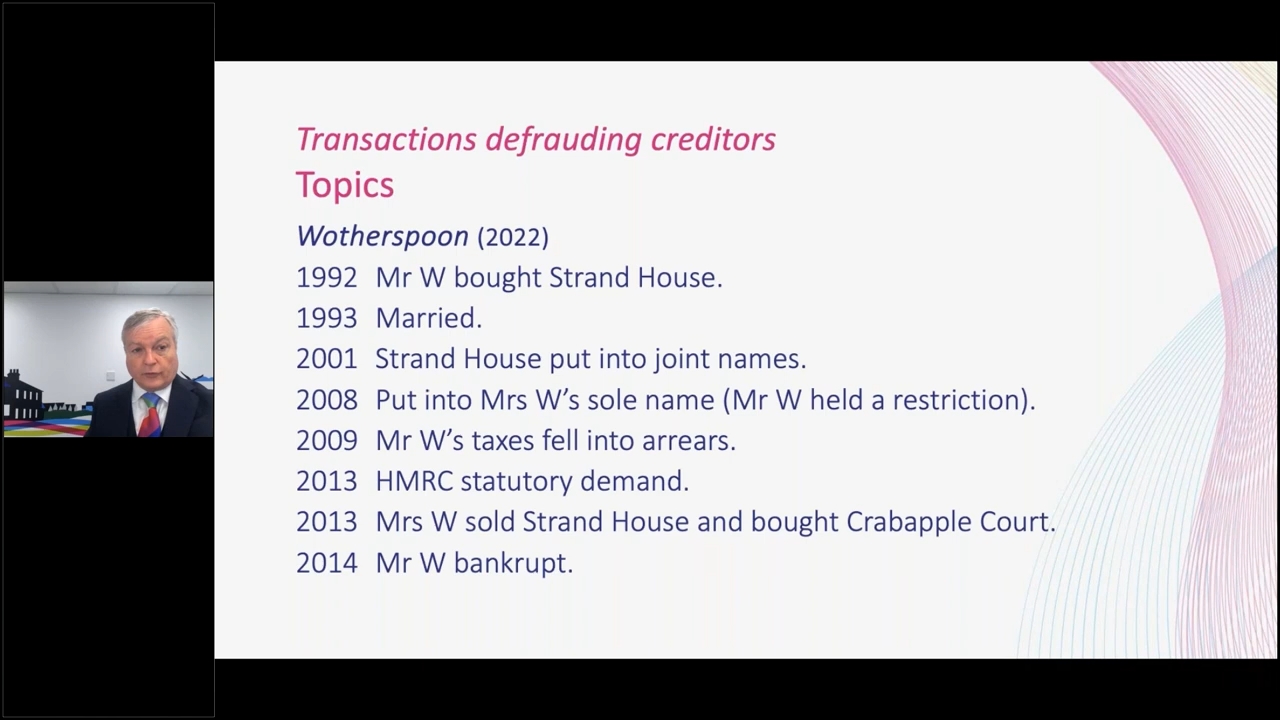 Transactions defrauding creditors
Topics
Wotherspoon (2022)
1992 Mr W bought Strand House.
1993 Married.
2001 Strand House put into joint names.
2008 Put into Mrs W’s sole name (Mr W held a restriction).
2009 Mr W’s taxes fell into arrears.
2013 HMRC statutory demand.
2013 Mrs W sold Strand House and bought Crabapple Court.
2014 Mr W bankrupt.